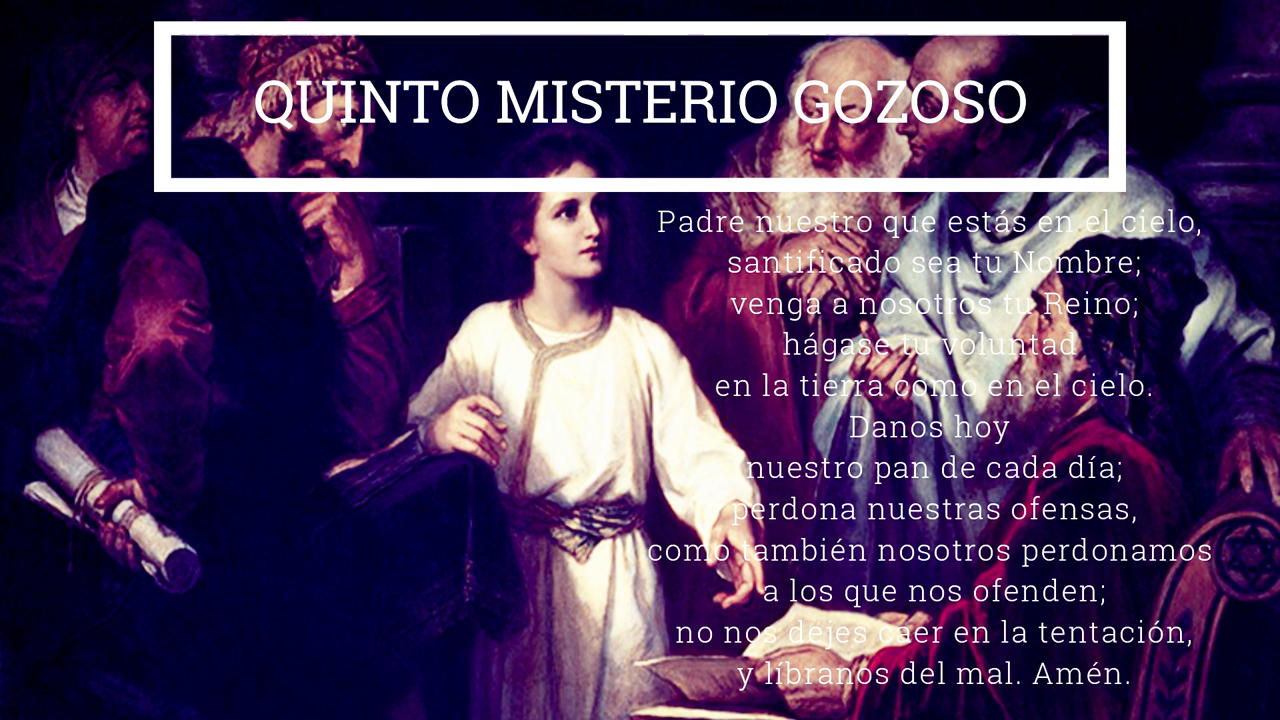 QUINTO MISTERIO GOZOSO
Padre nuestro que estás en el cielo,
santificado sea tu Nombre;
venga a nosotros tu Reino;
hágase tu voluntad
en la tierra como en el cielo.
Danos hoy
nuestro pan de cada día;
perdona nuestras ofensas,
como también nosotros perdonamos
a los que nos ofenden;
no nos dejes caer en la tentación,
y líbranos del mal. Amén.